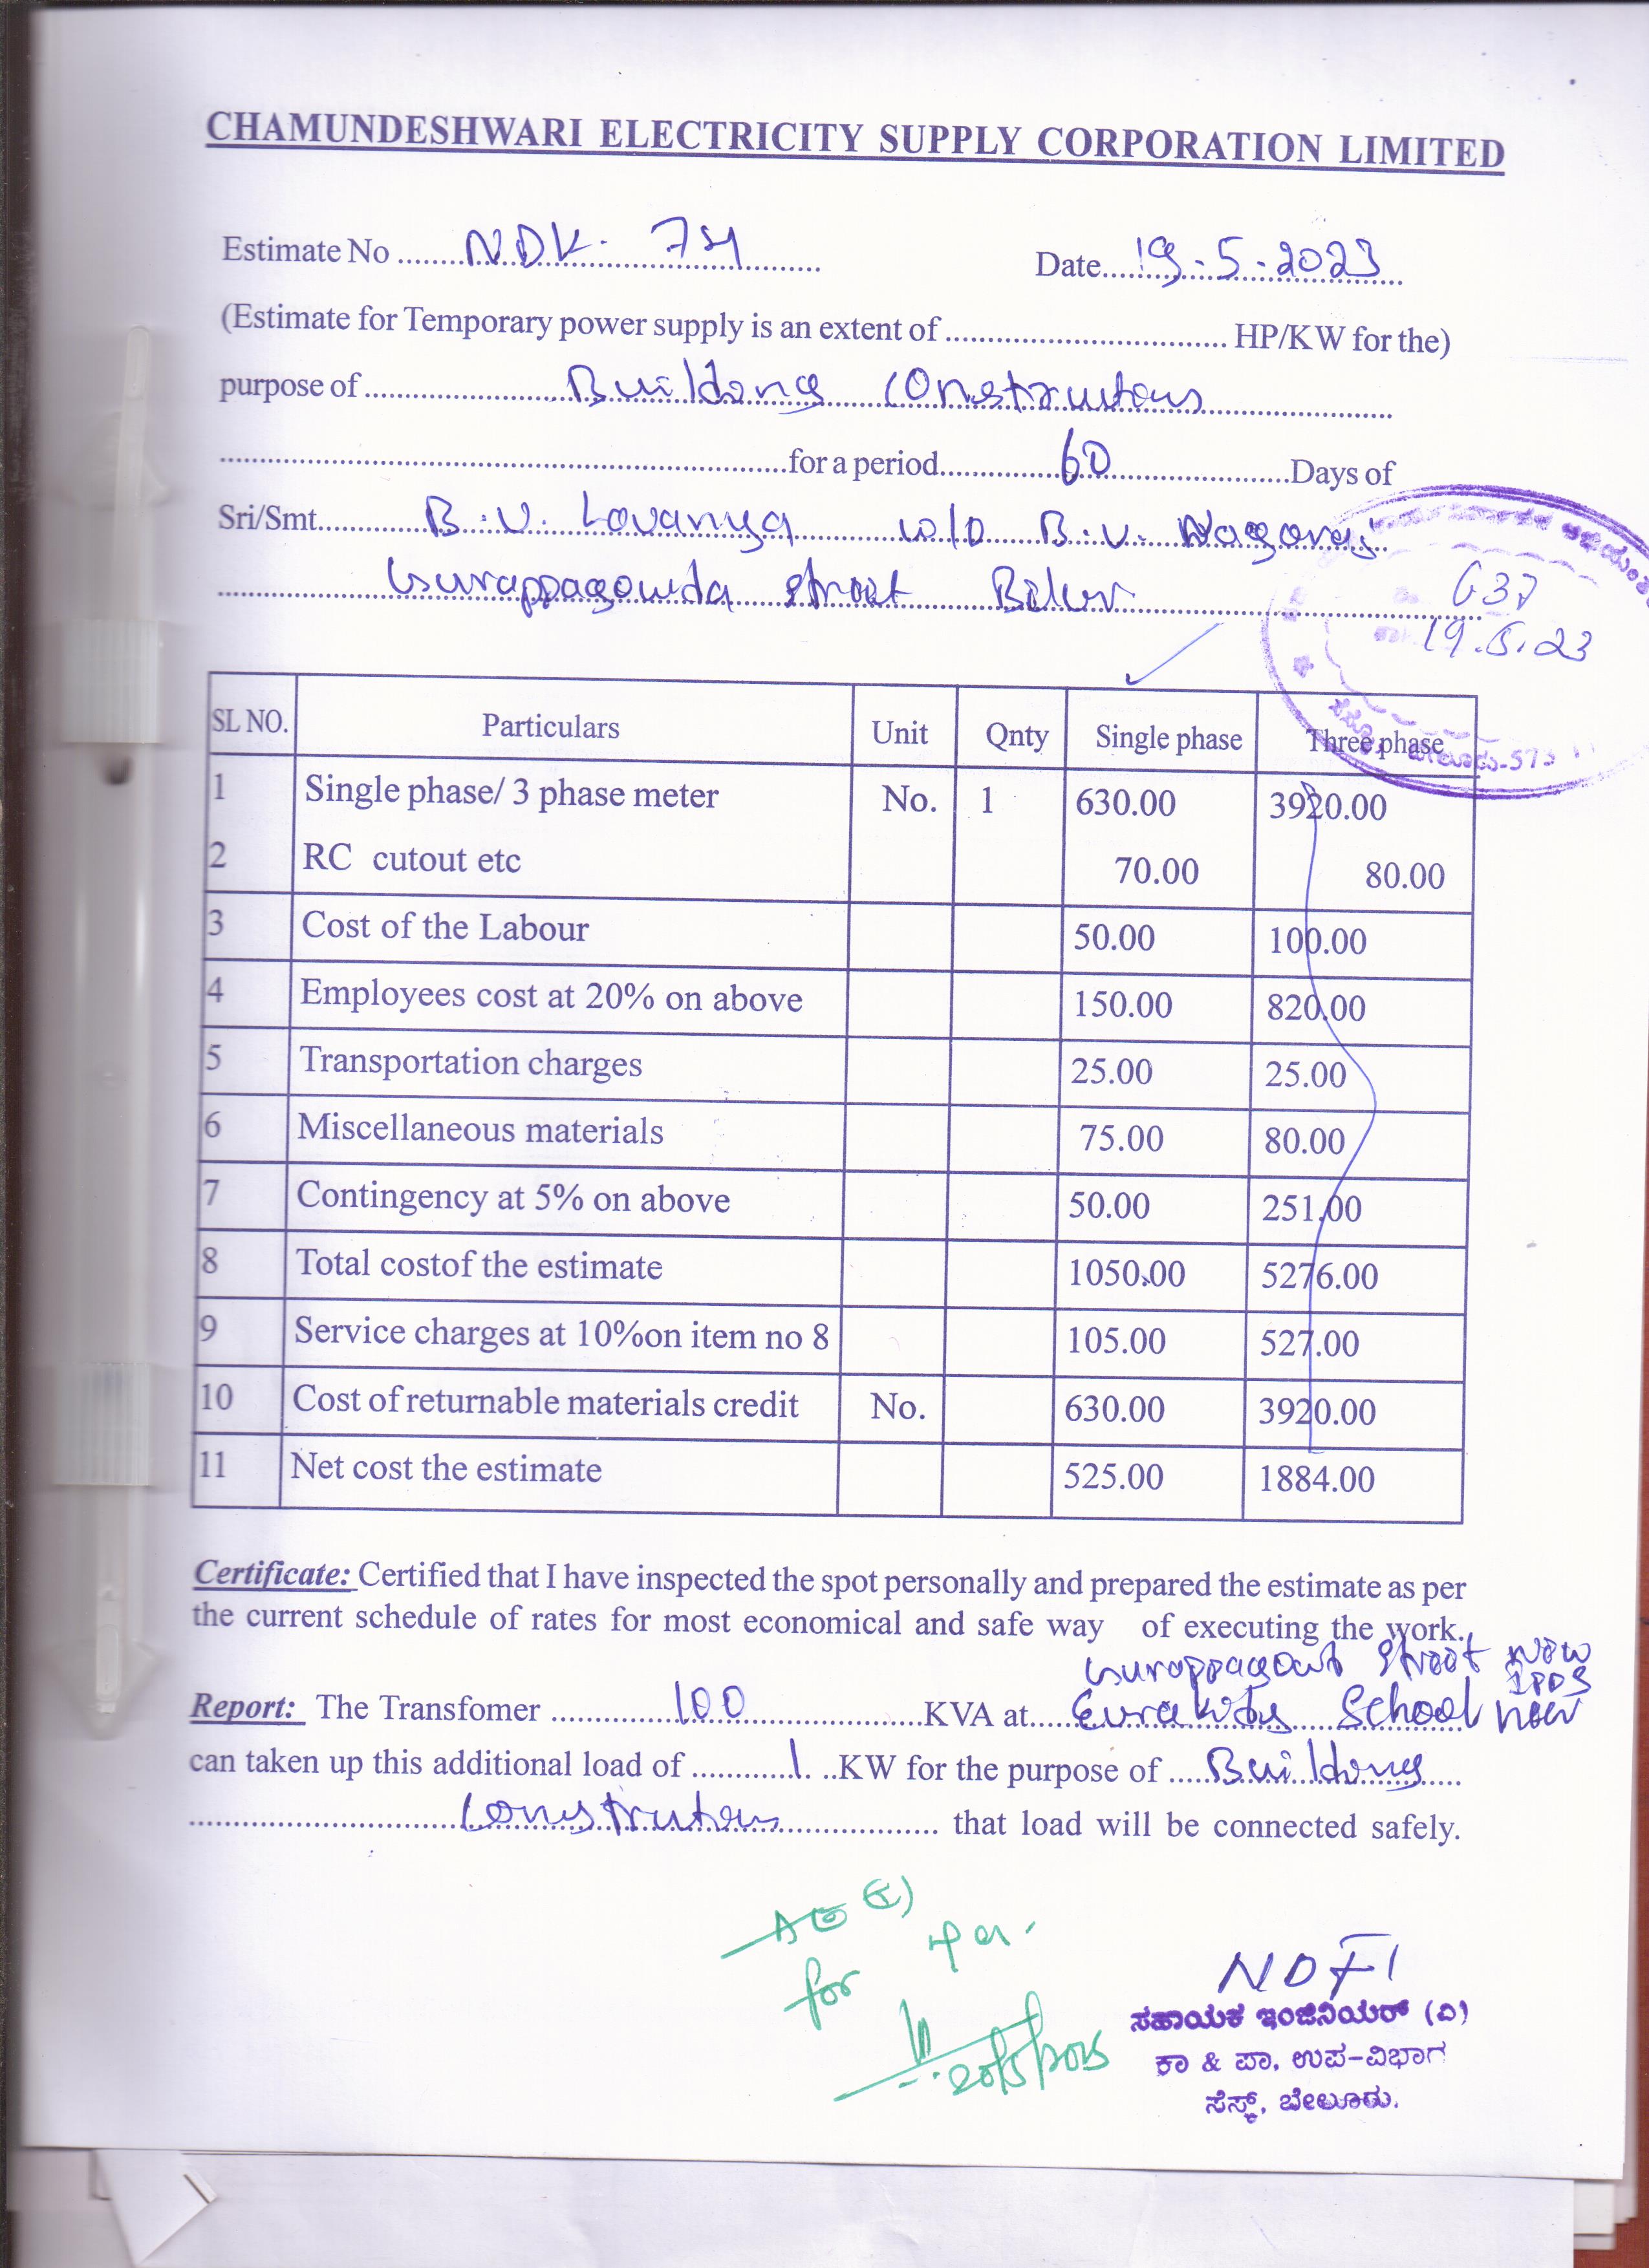 CHAMUNDESHWARI ELECTRICITY SUPPLY CORPORATION LIMITED
Estimate No ........ NDK. ........ Date.... 19.5.2023
(Estimate for Temporary power supply is an extent of ................................ HP/KW for the)
purpose of ........ Building Construction ........
........ for a period........ 60 ........Days of
Sri/Smt........ B.V. Lavanya w/o B.V. Nagaraj
street Belur
637
19.5.23
SL NO. Particulars Unit Qnty Single phase Three phase
1 Single phase/ 3 phase meter No. 1 630.00 3920.00
2 RC cutout etc 70.00 80.00
3 Cost of the Labour 50.00 100.00
4 Employees cost at 20% on above 150.00 820.00
5 Transportation charges 25.00 25.00
6 Miscellaneous materials 75.00 80.00
7 Contingency at 5% on above 50.00 251.00
8 Total costof the estimate 1050.00 5276.00
9 Service charges at 10%on item no 8 105.00 527.00
10 Cost of returnable materials credit No. 630.00 3920.00
11 Net cost the estimate 525.00 1884.00
Certificate: Certified that I have inspected the spot personally and prepared the estimate as per
the current schedule of rates for most economical and safe way of executing the work.
street
Report: The Transfomer ........ 100 ........KVA at.... School
can taken up this additional load of ........ 1 ..KW for the purpose of .... Building
........ Construction ........ that load will be connected safely.
for
ಸಹಾಯಕ ಇಂಜಿನಿಯರ್ (ವಿ)
ಕಾ & ಪಾ. ಉಪ-ವಿಭಾಗ
ಸೆಸ್ಕ್, ಬೇಲೂರು.